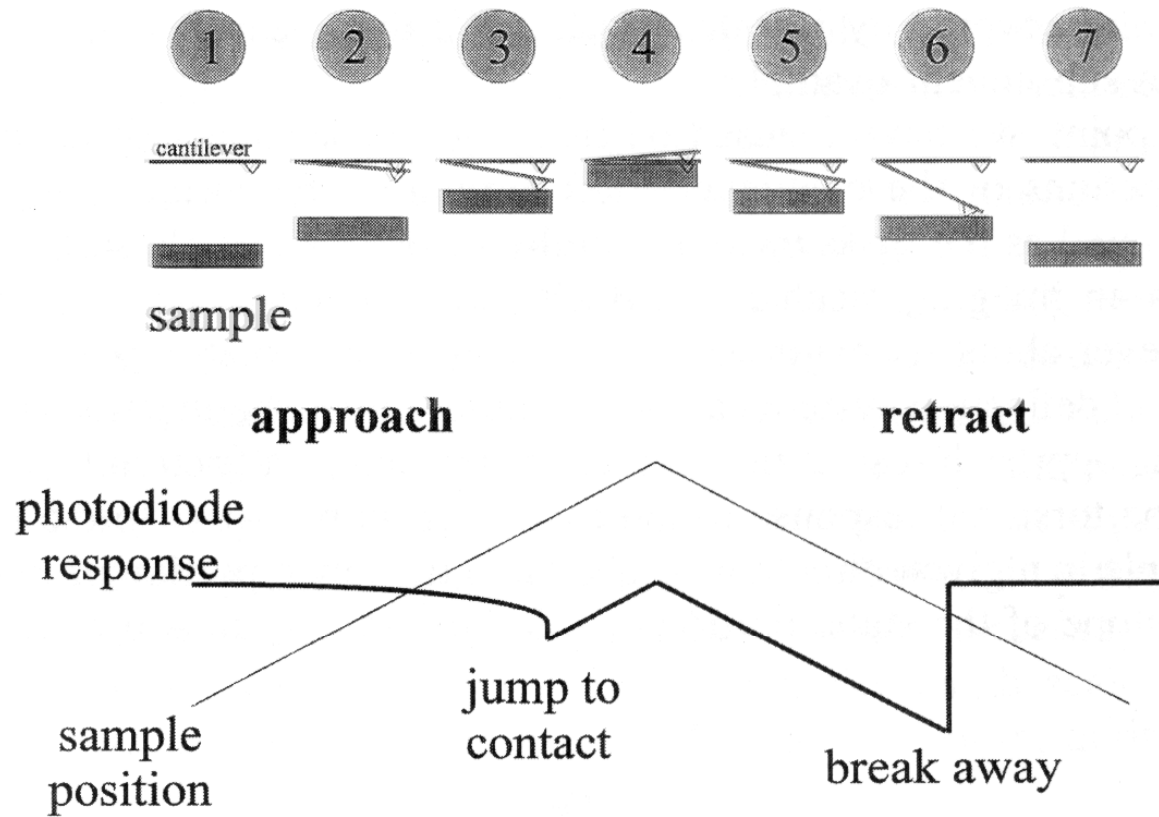 1 2 3 4 5 6 7
cantilever
sample
approach retract
photodiode
response
jump to
contact
sample
position
break away